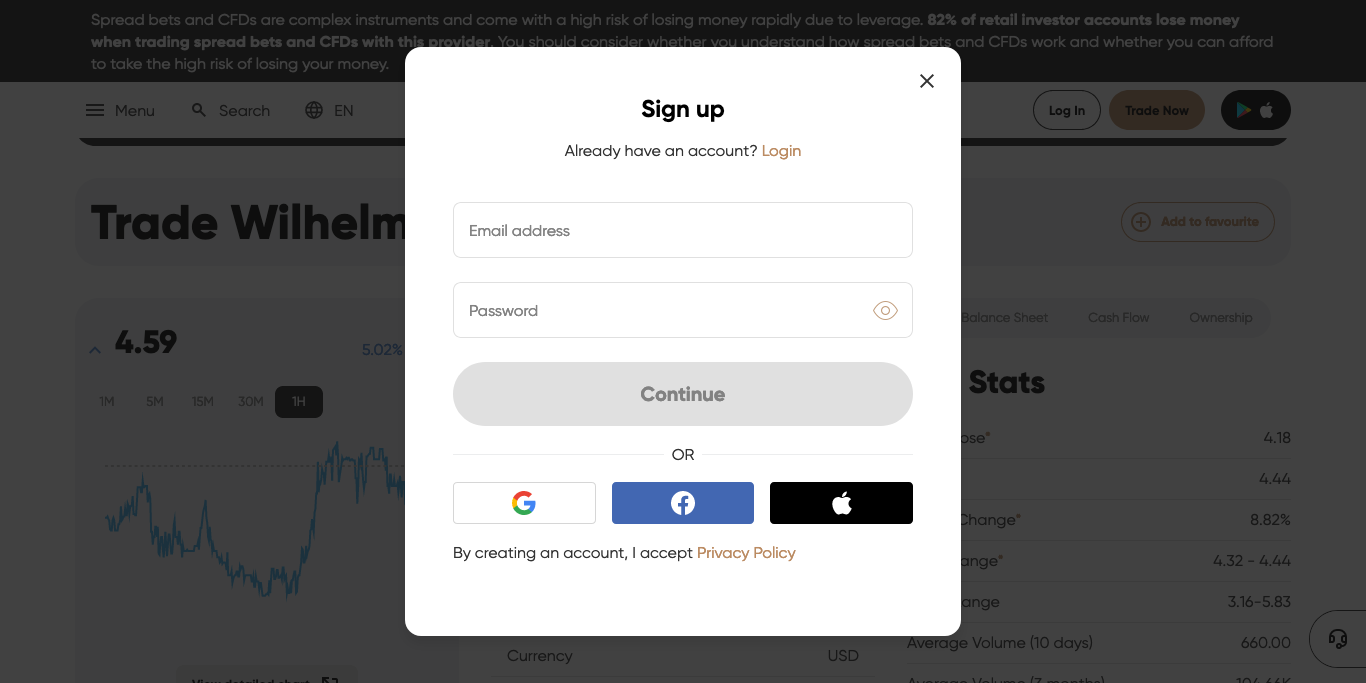 Spread bets and CFDs are complex instruments and come with a high risk of losing money rapidly due to leverage. 82% of retail investor accounts lose money
when trading spread bets and CFDs with this provider. You should consider whether you understand how spread bets and CFDs work and whether you can afford
to take the high risk of losing your money.
Menu
Search
EN
Log In
Trade Now
Sign up
Already have an account? Login
Trade Wilhelm
Add to favourite
Email address
Password
Continue
OR
By creating an account, I accept Privacy Policy
4.59
5.02%
1M 5M 15M 30M 1H
Balance Sheet Cash Flow Ownership
Stats
4.18
4.44
Change* 8.82%
4.32 - 4.44
3.16-5.83
Average Volume (10 days) 660.00
Average Volume (3 months) 104.66K
Currency USD
View detailed chart